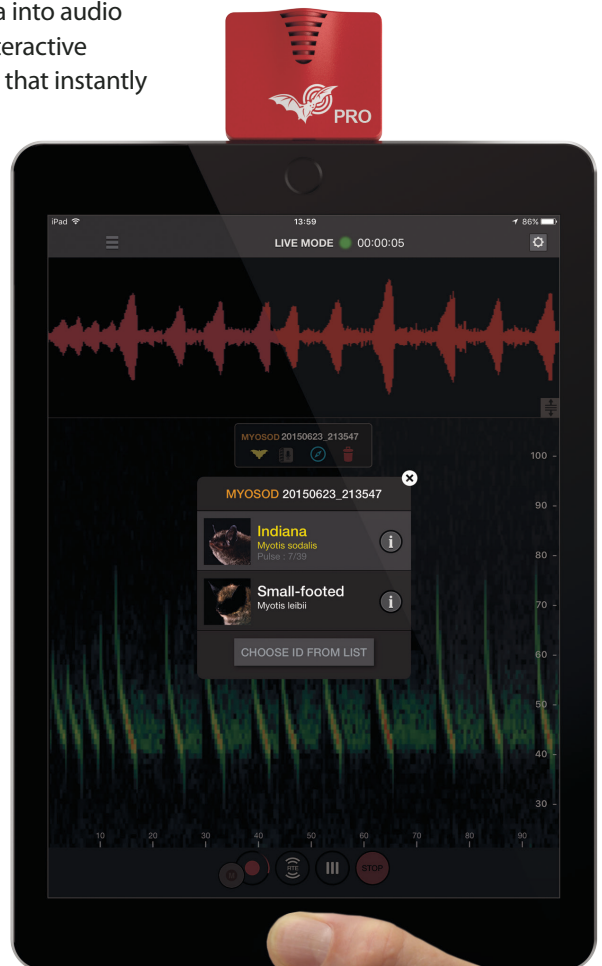 a into audio
teractive
that instantly
PRO
iPad 13:59 86%
LIVE MODE 00:00:05
MYOSOD 20150623_213547
MYOSOD 20150623_213547
Indiana
Myotis sodalis
Pulse : 7/39
i
Small-footed
Myotis leibii
i
CHOOSE ID FROM LIST
100
90
80
70
60
50
40
30
10 20 30 40 50 60 70 80 90
RTE STOP